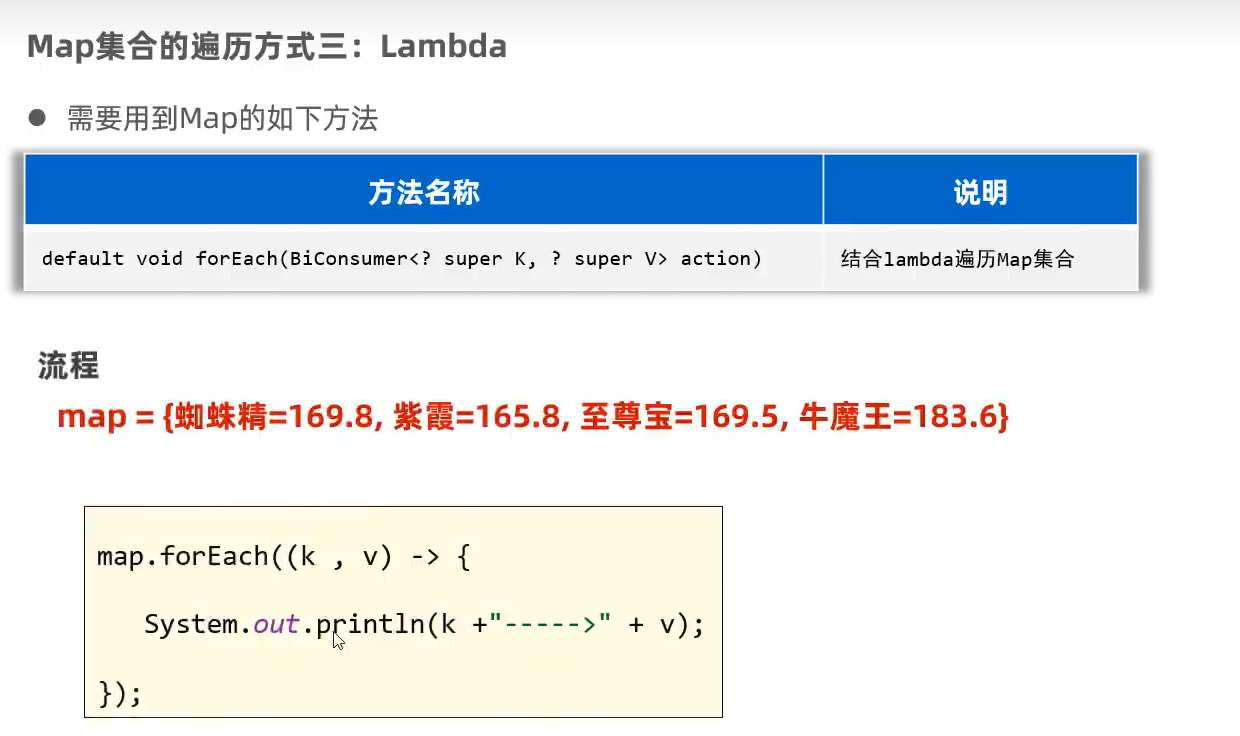 Map集合的遍历方式三：Lambda
● 需要用到Map的如下方法
方法名称 说明
default void forEach(BiConsumer<? super K, ? super V> action) 结合lambda遍历Map集合
流程
map = {蜘蛛精=169.8, 紫霞=165.8, 至尊宝=169.5, 牛魔王=183.6}
map.forEach((k , v) -> {
System.out.println(k +"----->" + v);
});